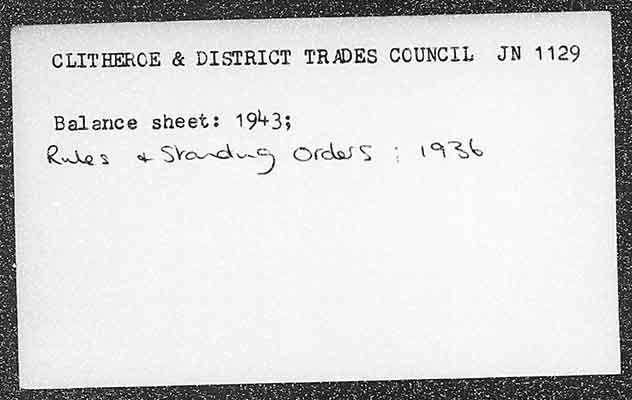 CLITHEROE & DISTRICT TRADES COUNCIL JN 1129
Balance sheet: 1943;
Rules & Standing Orders : 1936